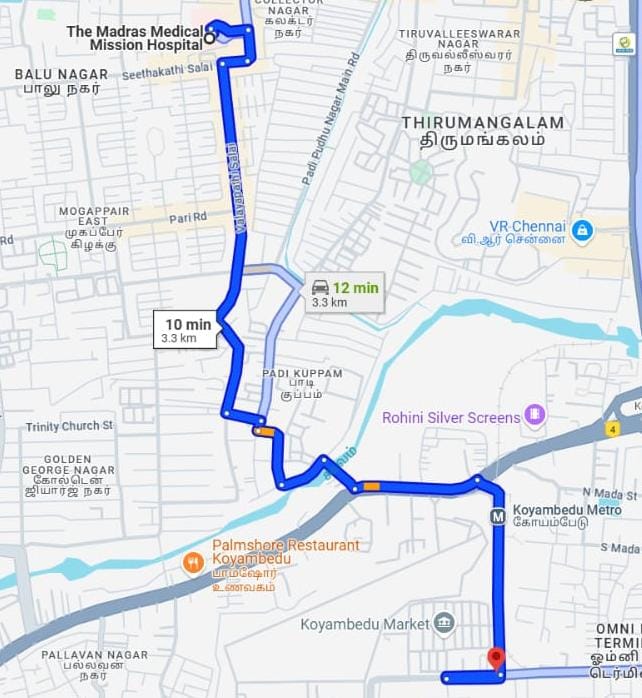 COLLECTOR
NAGAR
கலக்டர்
நகர்
The Madras Medical
Mission Hospital
TIRUVALLEESWARAR
NAGAR
திருவல்லீஸ்வரர்
நகர்
BALU NAGAR
பாலு நகர்
Seethakathi Salai
Padi Pudhu Nagar Main Rd
THIRUMANGALAM
திருமங்கலம்
Valayapathi Salai
MOGAPPAIR
EAST
முகப்பேர்
கிழக்கு
Pari Rd
Rd
VR Chennai
வி.ஆர் சென்னை
12 min
3.3 km
10 min
3.3 km
PADI KUPPAM
பாடி
குப்பம்
Rohini Silver Screens
4
Trinity Church St
கூவம்
GOLDEN
GEORGE NAGAR
கோல்டென்
ஜியார்ஜ் நகர்
N Mada St
M
Koyambedu Metro
கோயம்பேடு
S Mada
Palmshore Restaurant
Koyambedu
பாம்ஷோர்
உணவகம்
Koyambedu Market
OMNI
TERMI
ஓம்னி
டெர்மி
PALLAVAN NAGAR
பல்லவன்
நகர்